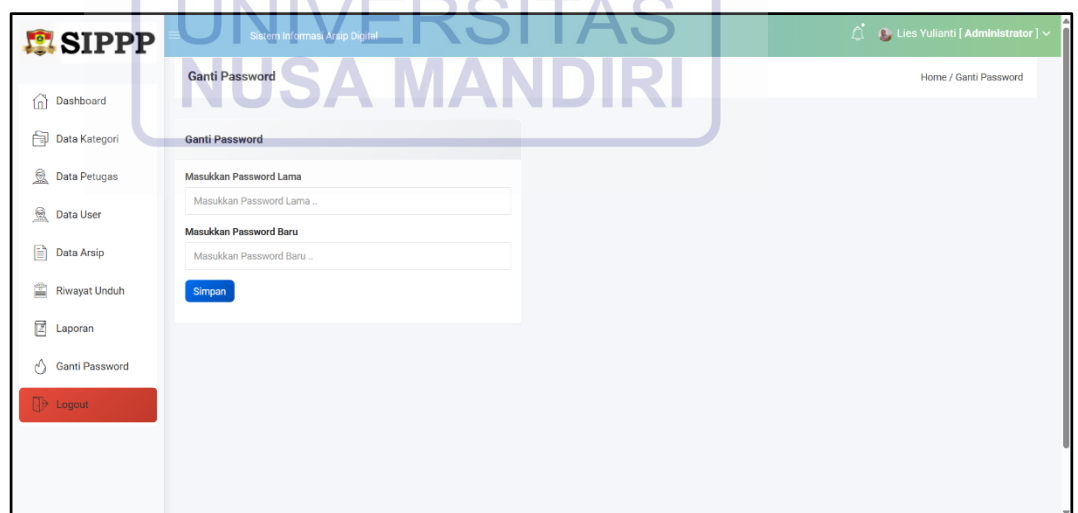 UNIVERSITAS
NUSA MANDIRI
SIPPP
Sistem Informasi Arsip Digital
Lies Yulianti [ Administrator ]
Ganti Password
Home / Ganti Password
Dashboard
Data Kategori
Data Petugas
Data User
Data Arsip
Riwayat Unduh
Laporan
Ganti Password
Logout
Ganti Password
Masukkan Password Lama
Masukkan Password Lama ..
Masukkan Password Baru
Masukkan Password Baru ..
Simpan